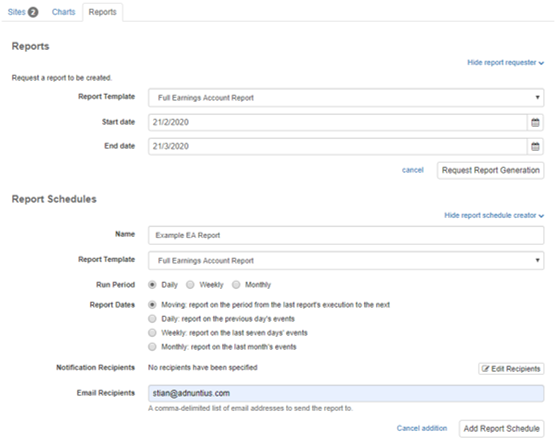 Sites 2 Charts Reports
Reports
Hide report requester
Request a report to be created.
Report Template Full Earnings Account Report
Start date 21/2/2020
End date 21/3/2020
cancel Request Report Generation
Report Schedules
Hide report schedule creator
Name Example EA Report
Report Template Full Earnings Account Report
Run Period Daily Weekly Monthly
Report Dates Moving: report on the period from the last report's execution to the next
Daily: report on the previous day's events
Weekly: report on the last seven days' events
Monthly: report on the last month's events
Notification Recipients No recipients have been specified Edit Recipients
Email Recipients stian@adnuntius.com
A comma-delimited list of email addresses to send the report to.
Cancel addition Add Report Schedule